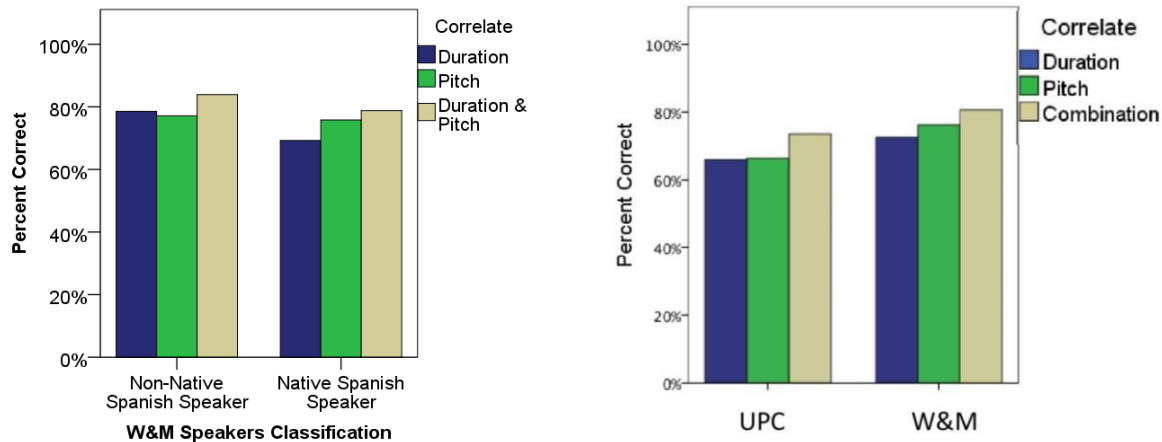 Correlate
Duration
Pitch
Duration &
Pitch
100%
80%
60%
40%
20%
0%
Percent Correct
Non-Native
Spanish Speaker
Native Spanish
Speaker
W&M Speakers Classification
Correlate
Duration
Pitch
Combination
100%
80%
60%
40%
20%
0%
Percent Correct
UPC
W&M